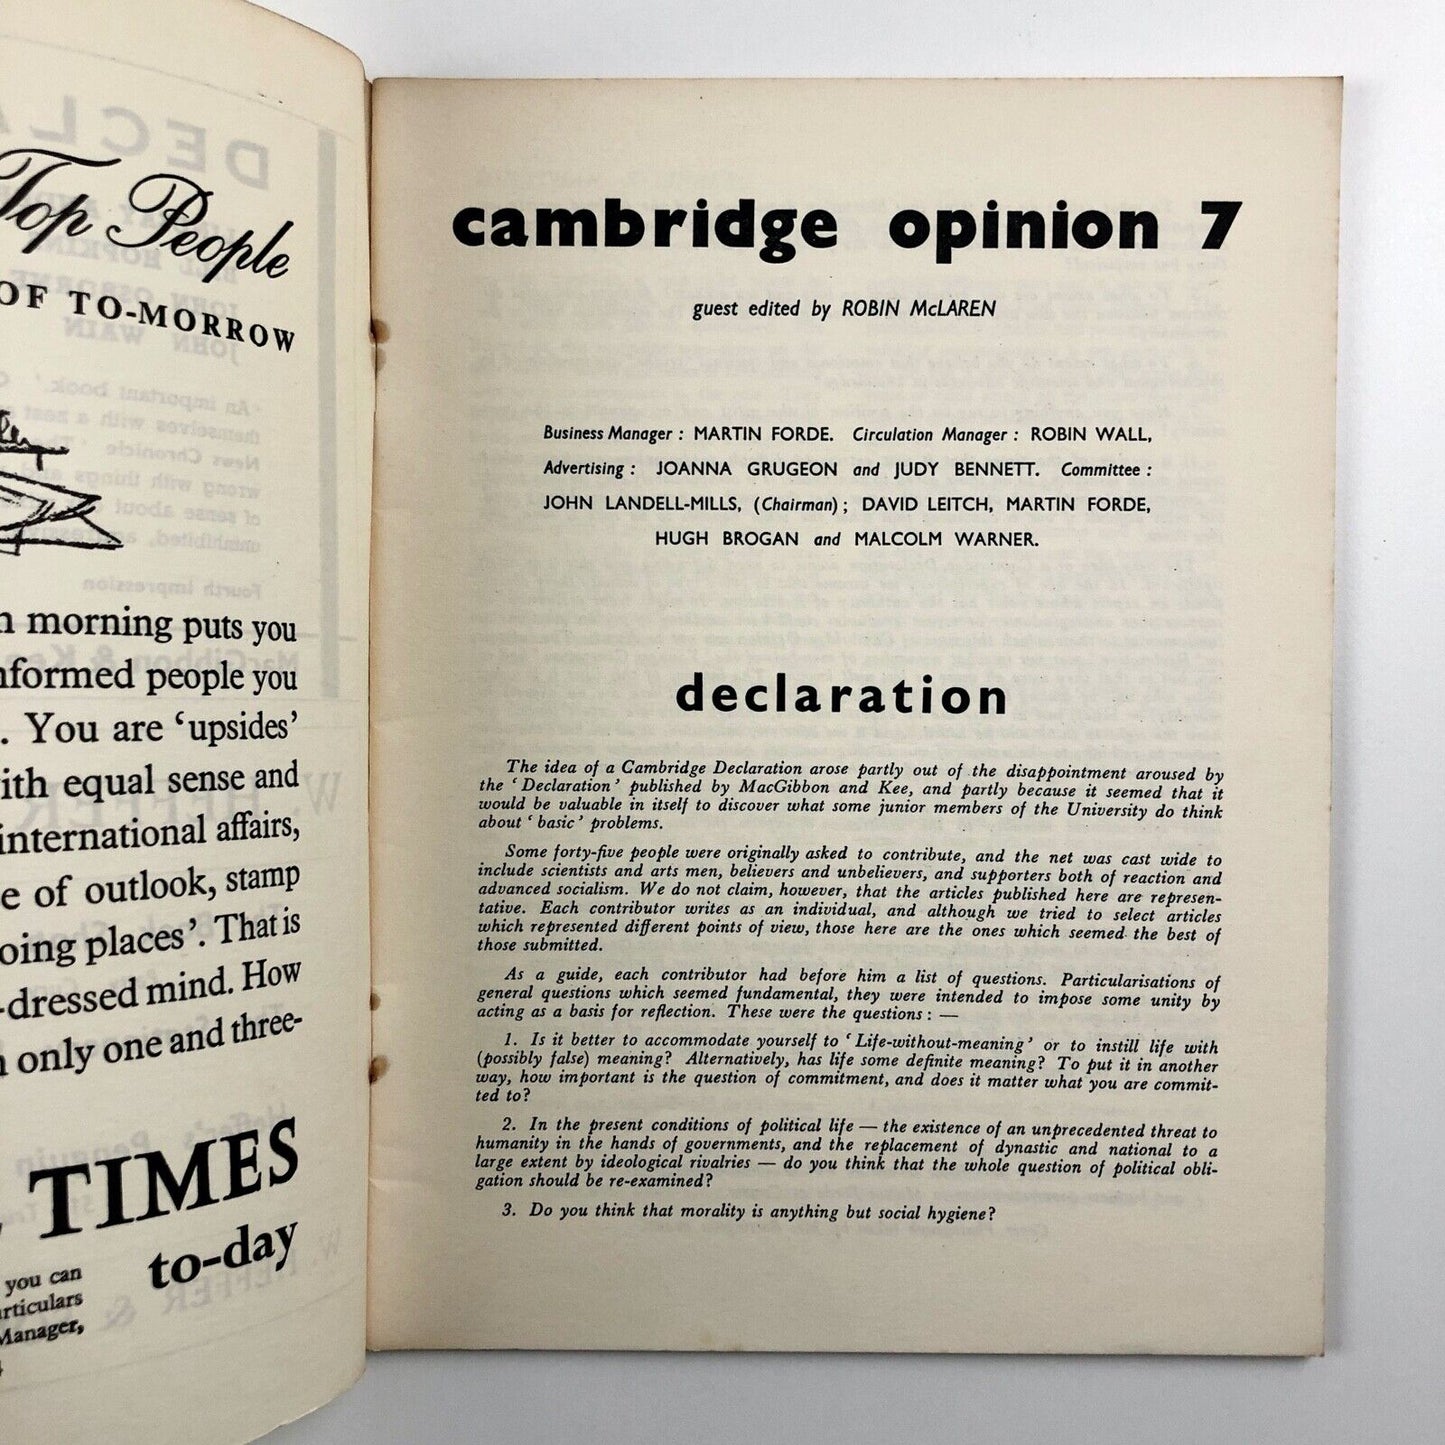 Top People
OF TO-MORROW
morning puts you
people you
. You are ‘upsides’
equal sense and
international affairs,
of outlook, stamp
places’. That is
-dressed mind. How
only one and three-
TIMES
to-day
you can
Manager,
cambridge opinion 7
guest edited by ROBIN McLAREN
Business Manager : MARTIN FORDE. Circulation Manager : ROBIN WALL,
Advertising : JOANNA GRUGEON and JUDY BENNETT. Committee :
JOHN LANDELL-MILLS, (Chairman) ; DAVID LEITCH, MARTIN FORDE,
HUGH BROGAN and MALCOLM WARNER.
declaration
The idea of a Cambridge Declaration arose partly out of the disappointment aroused by
the ‘ Declaration ’ published by MacGibbon and Kee, and partly because it seemed that it
would be valuable in itself to discover what some junior members of the University do think
about ‘ basic ’ problems.
Some forty-five people were originally asked to contribute, and the net was cast wide to
include scientists and arts men, believers and unbelievers, and supporters both of reaction and
advanced socialism. We do not claim, however, that the articles published here are represen-
tative. Each contributor writes as an individual, and although we tried to select articles
which represented different points of view, those here are the ones which seemed the best of
those submitted.
As a guide, each contributor had before him a list of questions. Particularisations of
general questions which seemed fundamental, they were intended to impose some unity by
acting as a basis for reflection. These were the questions : —
1. Is it better to accommodate yourself to ‘ Life-without-meaning ’ or to instill life with
(possibly false) meaning? Alternatively, has life some definite meaning? To put it in another
way, how important is the question of commitment, and does it matter what you are commit-
ted to?
2. In the present conditions of political life — the existence of an unprecedented threat to
humanity in the hands of governments, and the replacement of dynastic and national to a
large extent by ideological rivalries — do you think that the whole question of political obli-
gation should be re-examined?
3. Do you think that morality is anything but social hygiene?